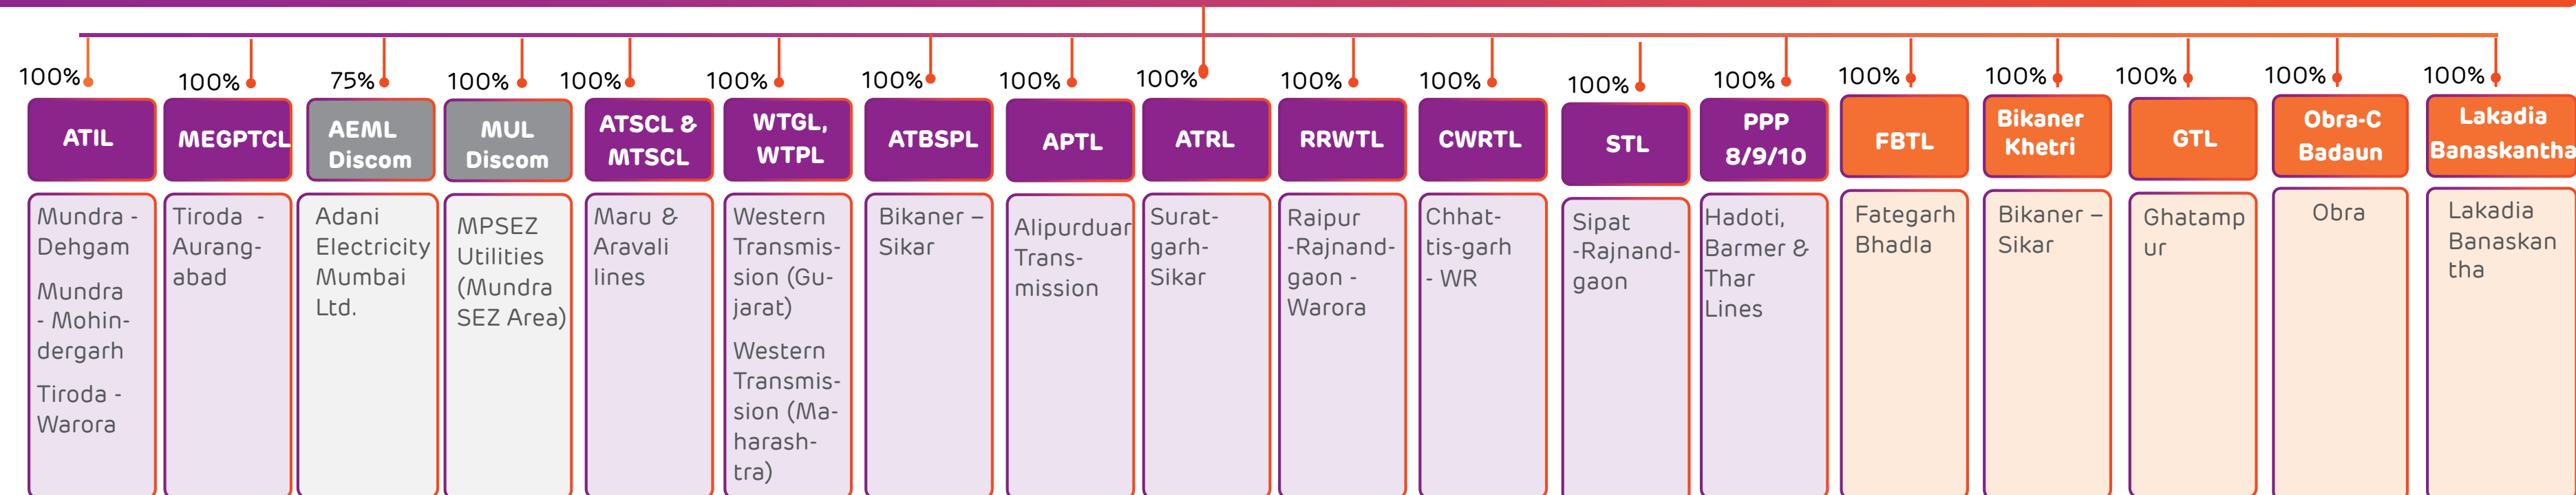 100%
ATIL
Mundra -
Dehgam
Mundra
- Mohin-
dergarh
Tiroda -
Warora
100%
MEGPTCL
Tiroda -
Aurang-
abad
75%
AEML
Discom
Adani
Electricity
Mumbai
Ltd.
100%
MUL
Discom
MPSEZ
Utilities
(Mundra
SEZ Area)
100%
ATSCL &
MTSCL
Maru &
Aravali
lines
100%
WTGL,
WTPL
Western
Transmis-
sion (Gu-
jarat)
Western
Transmis-
sion (Ma-
harash-
tra)
100%
ATBSPL
Bikaner –
Sikar
100%
APTL
Alipurduar
Trans-
mission
100%
ATRL
Surat-
garh-
Sikar
100%
RRWTL
Raipur
-Rajnand-
gaon -
Warora
100%
CWRTL
Chhat-
tis-garh
- WR
100%
STL
Sipat
-Rajnand-
gaon
100%
PPP
8/9/10
Hadoti,
Barmer &
Thar
Lines
100%
FBTL
Fategarh
Bhadla
100%
Bikaner
Khetri
Bikaner –
Sikar
100%
GTL
Ghatamp
ur
100%
Obra-C
Badaun
Obra
100%
Lakadia
Banaskantha
Lakadia
Banaskan
tha